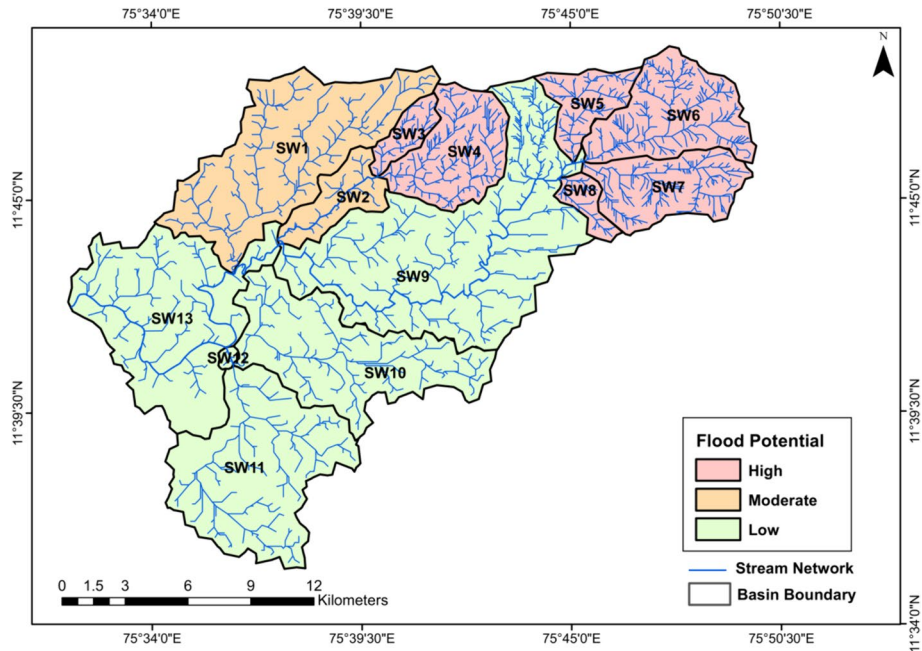 75°34'0"E 75°39'30"E 75°45'0"E 75°50'30"E
N
SW5
SW6
SW3
SW1
SW4
SW7
SW8
SW2
11°45'0"N 11°45'0"N
SW9
SW13
SW12
SW10
11°39'30"N 11°39'30"N
Flood Potential
SW11
High
Moderate
Low
Stream Network
0 1.5 3 6 9 12
Kilometers
Basin Boundary
11°34'0"N
75°34'0"E 75°39'30"E 75°45'0"E 75°50'30"E